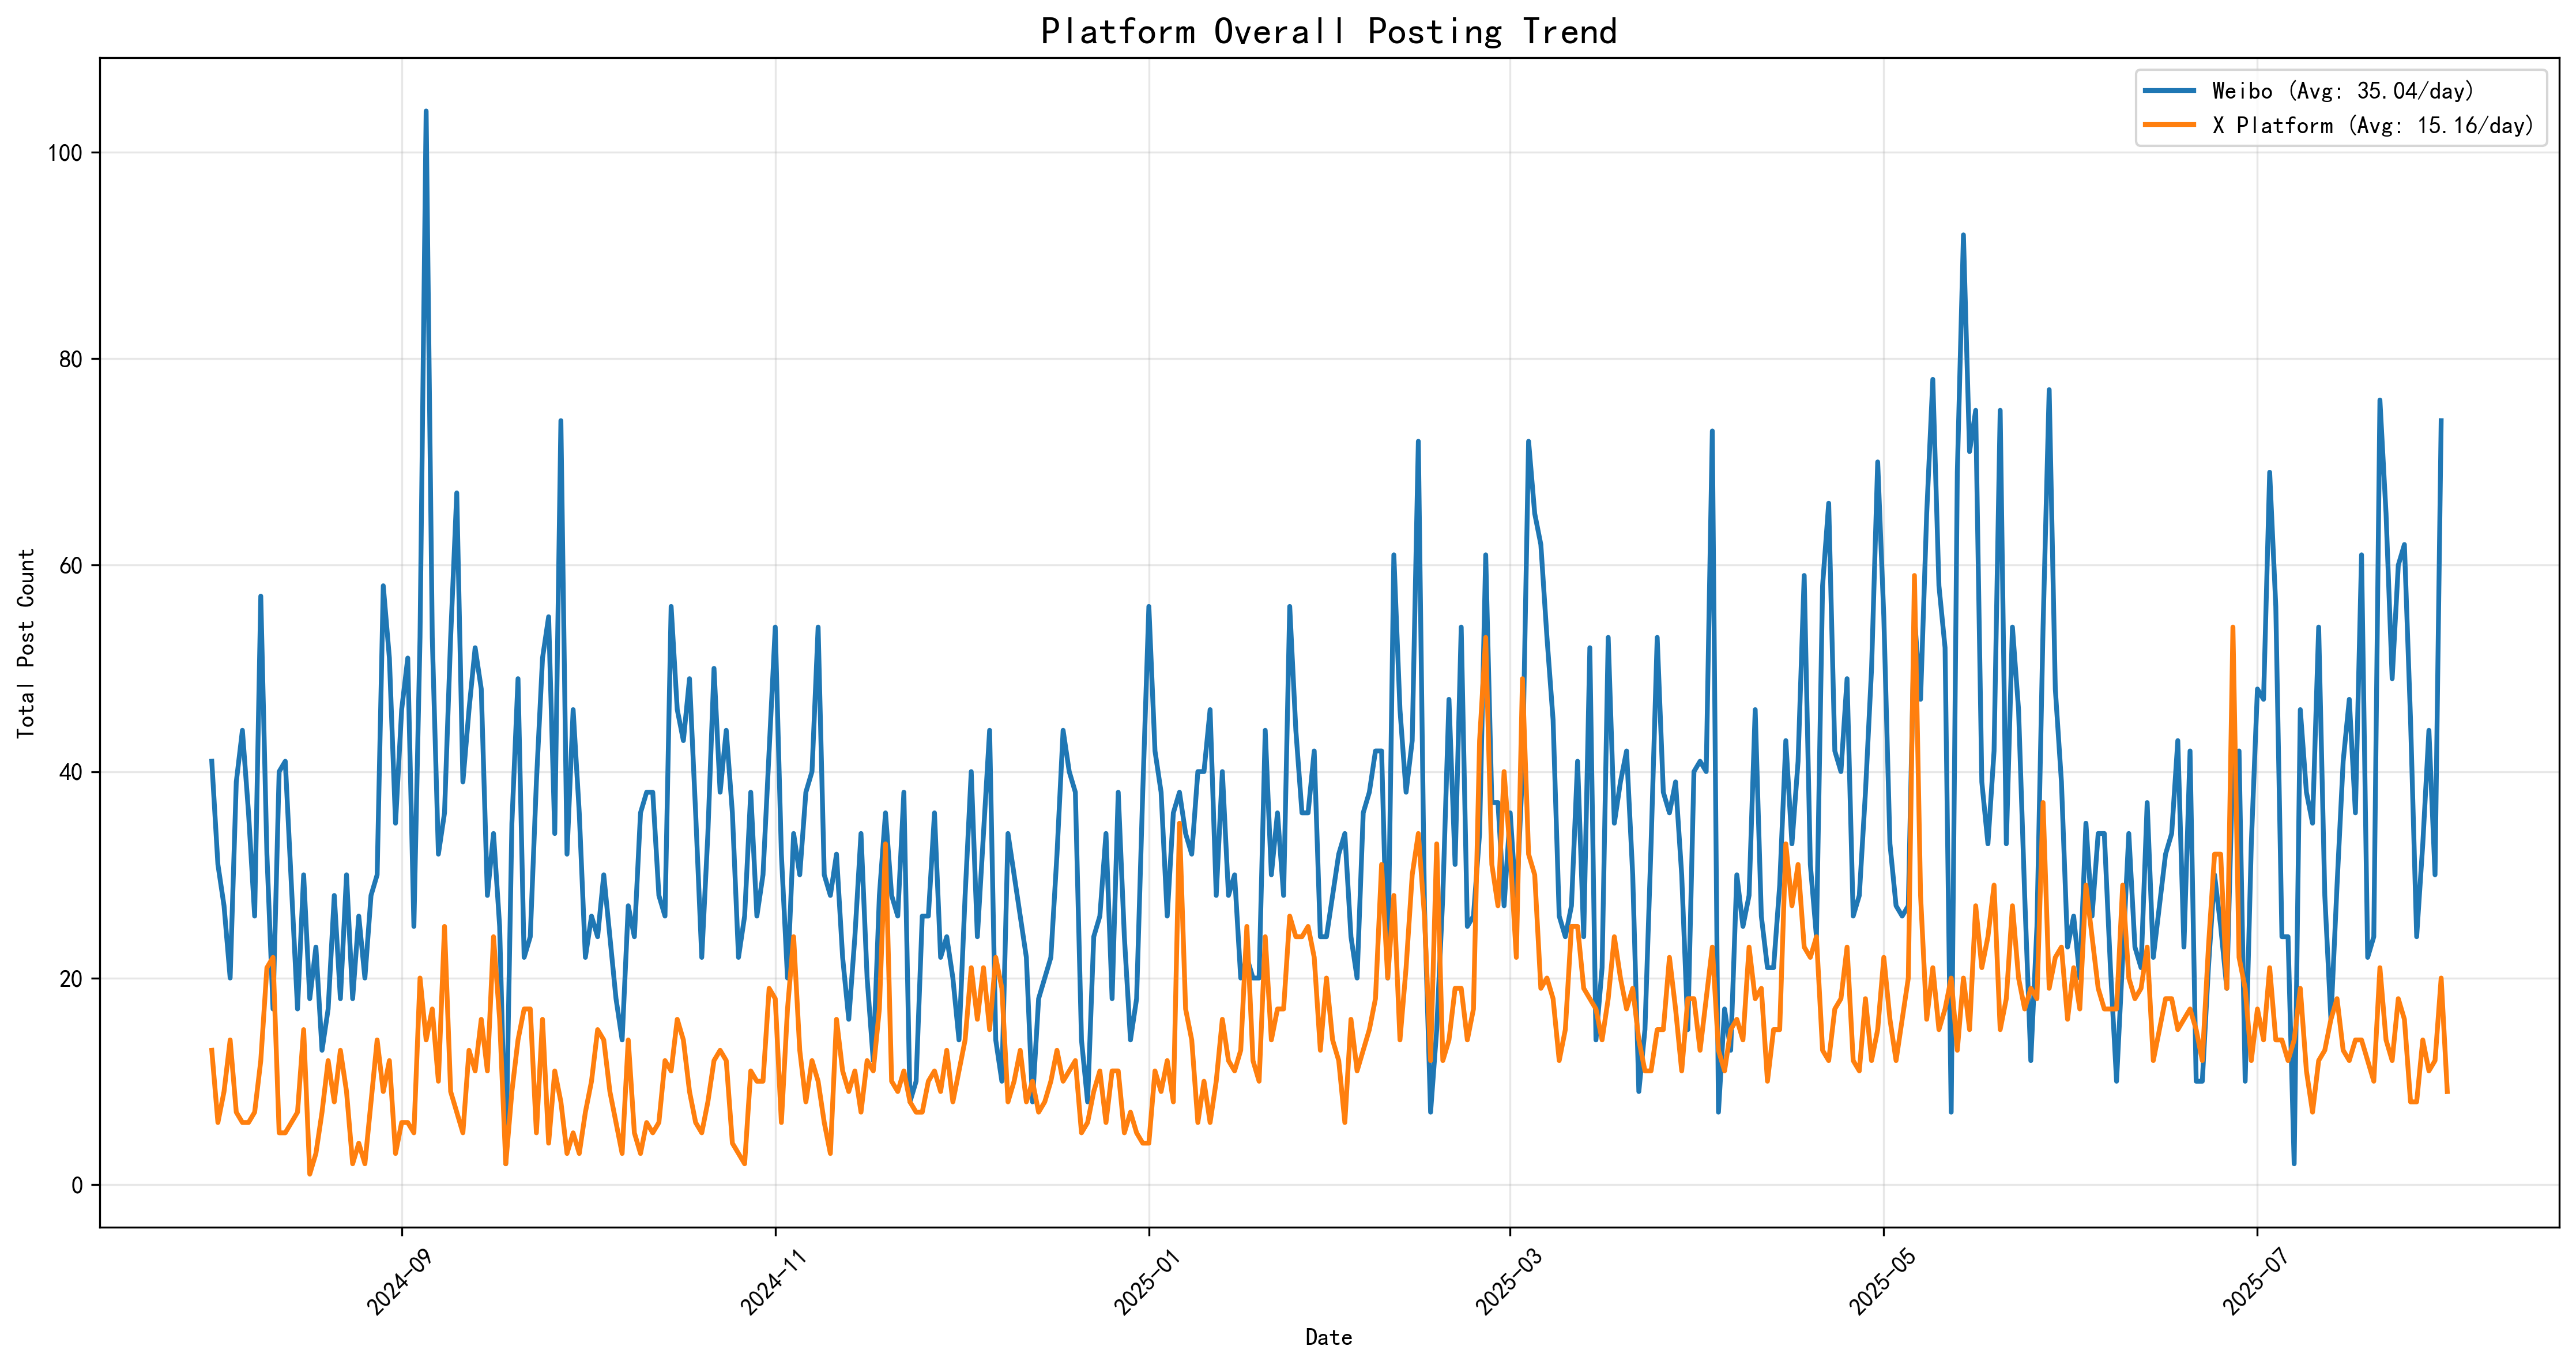 Platform Overall Posting Trend
Weibo (Avg: 35.04/day)
X Platform (Avg: 15.16/day)
Total Post Count
100
80
60
40
20
0
2024-09
2024-11
2025-01
2025-03
2025-05
2025-07
Date